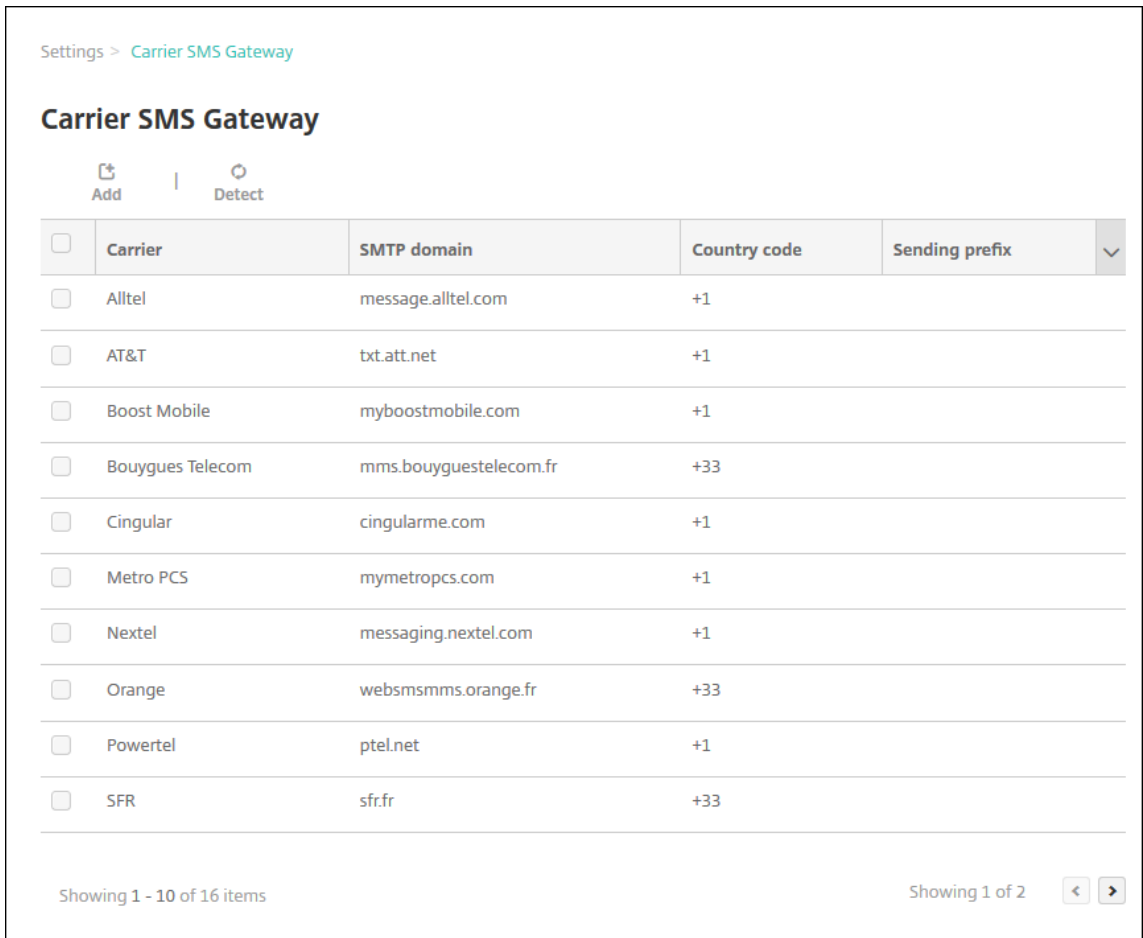 Settings > Carrier SMS Gateway
Carrier SMS Gateway
Add | Detect
Carrier SMTP domain Country code Sending prefix
Alltel message.alltel.com +1
AT&T txt.att.net +1
Boost Mobile myboostmobile.com +1
Bouygues Telecom mms.bouyguestelecom.fr +33
Cingular cingularme.com +1
Metro PCS mymetropcs.com +1
Nextel messaging.nextel.com +1
Orange websmsmms.orange.fr +33
Powertel ptel.net +1
SFR sfr.fr +33
Showing 1 - 10 of 16 items Showing 1 of 2 < >